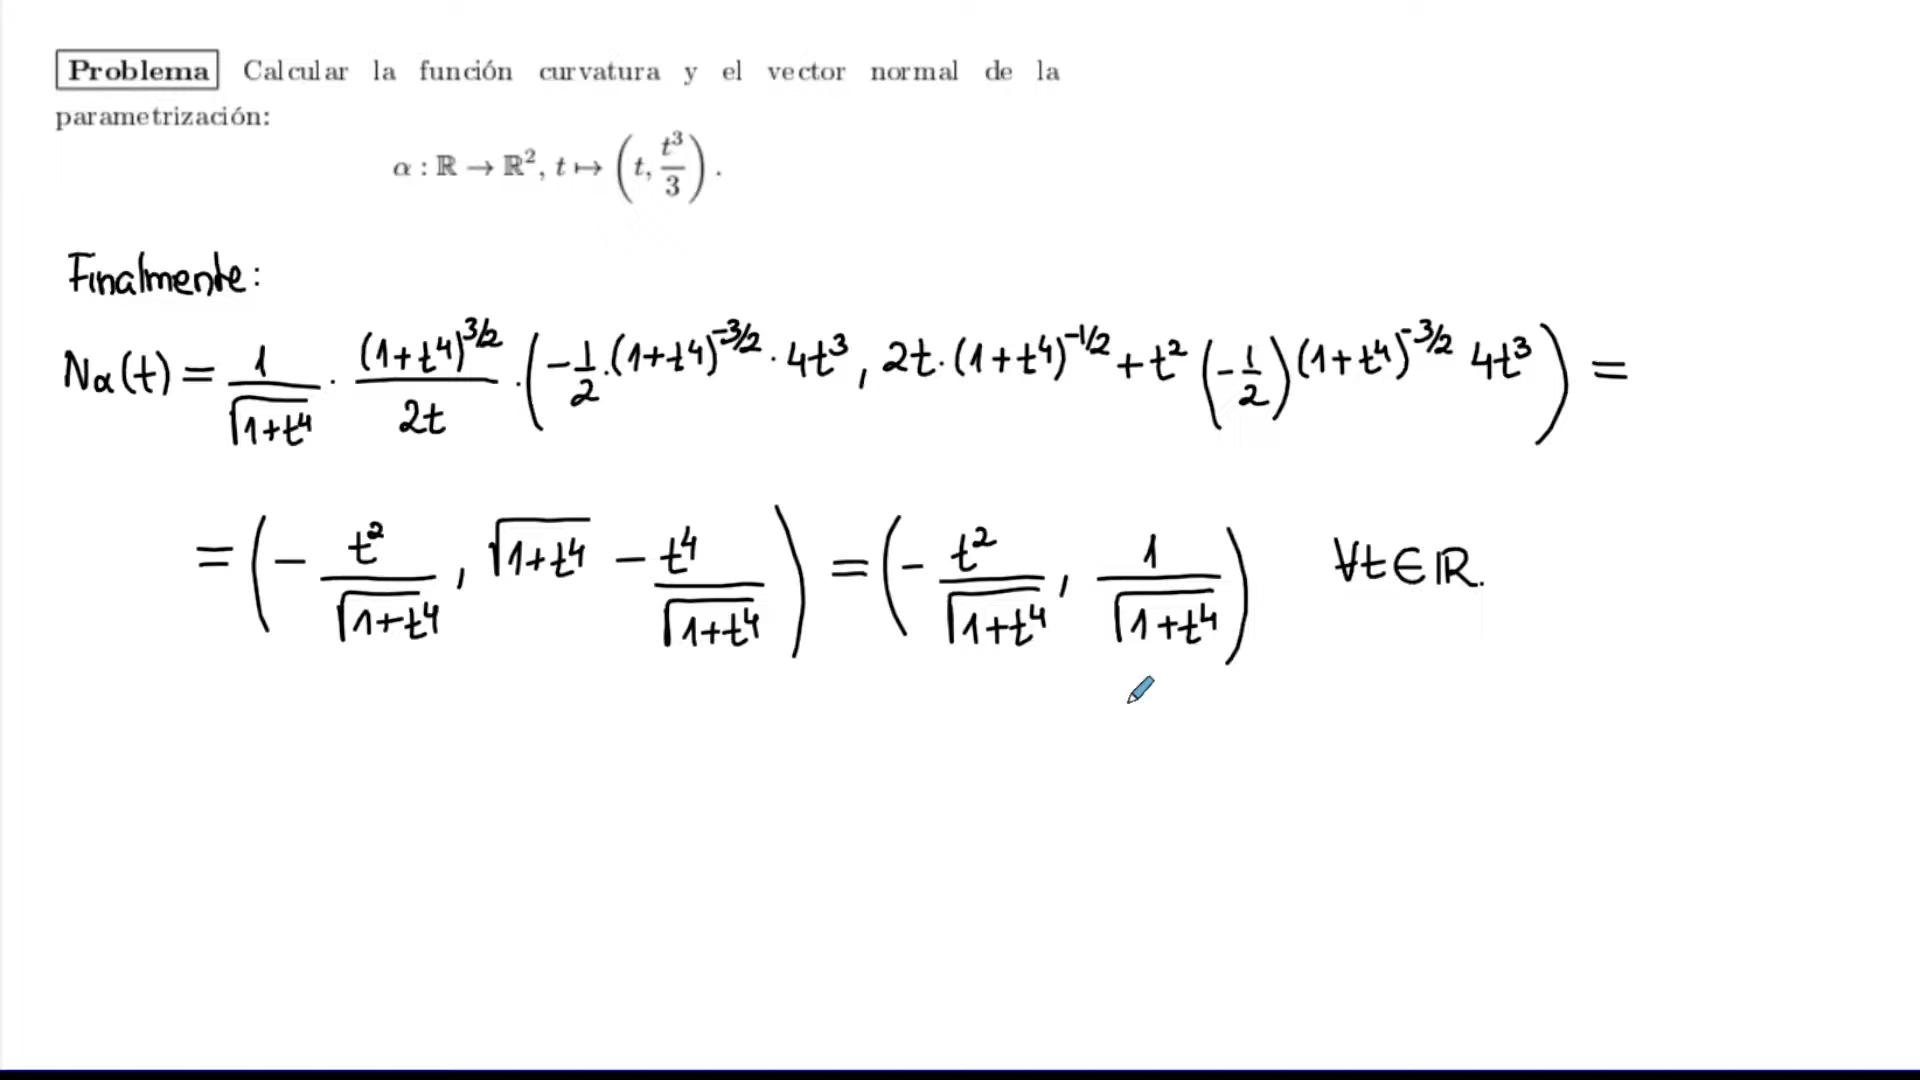 Problema Calcular la función curvatura y el vector normal de la
parametrización:
α : ℝ → ℝ², t ↦ (t, t³/3).
Finalmente:
Nα(t) = 1/√(1+t⁴) · (1+t⁴)^(3/2)/(2t) · (-1/2·(1+t⁴)^(-3/2)·4t³, 2t·(1+t⁴)^(-1/2) + t²(-1/2)(1+t⁴)^(-3/2) 4t³) =
= (-t²/√(1+t⁴), √(1+t⁴) - t⁴/√(1+t⁴)) = (-t²/√(1+t⁴), 1/√(1+t⁴)) ∀t∈ℝ.